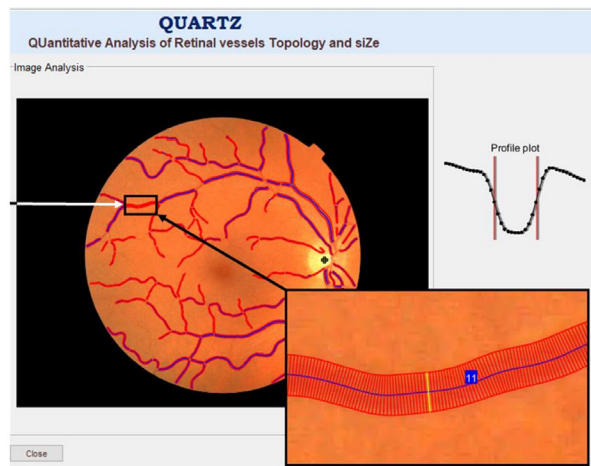 QUARTZ
QUantitative Analysis of Retinal vessels Topology and siZe
Image Analysis
Profile plot
11
Close